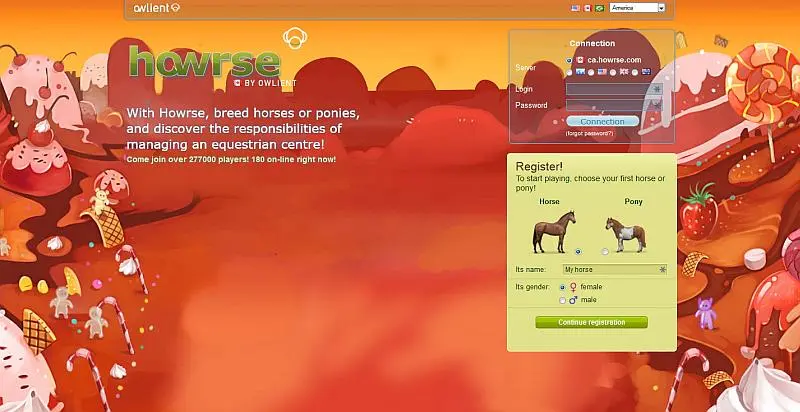 owlient
America
howrse
BY OWLIENT
With Howrse, breed horses or ponies,
and discover the responsibilities of
managing an equestrian centre!
Come join over 277000 players! 180 on-line right now!
Connection
Server
ca.howrse.com
Login
Password
Connection
(forgot password?)
Register!
To start playing, choose your first horse or
pony!
Horse Pony
Its name: My horse
Its gender: female
male
Continue registration